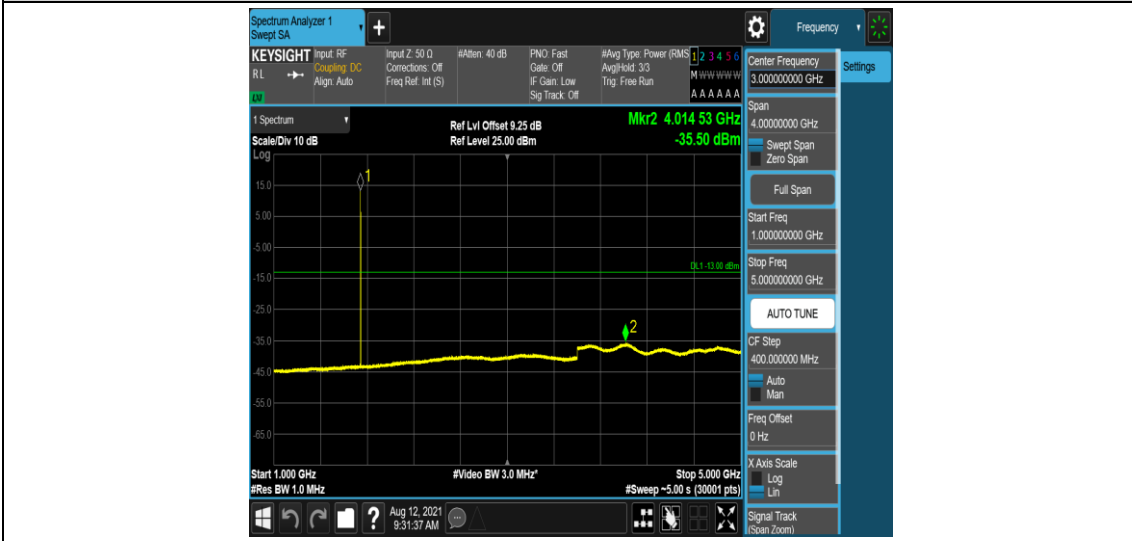 Spectrum Analyzer 1
Swept SA
Frequency
KEYSIGHT
RL
Input: RF
Coupling: DC
Align: Auto
Input Z: 50 Ω
Corrections: Off
Freq Ref: Int (S)
#Atten: 40 dB
PNO: Fast
Gate: Off
IF Gain: Low
Sig Track: Off
#Avg Type: Power (RMS
Avg|Hold: 3/3
Trig: Free Run
1 2 3 4 5 6
M W W W W W
A A A A A A
1 Spectrum
Scale/Div 10 dB
Log
Ref Lvl Offset 9.25 dB
Ref Level 25.00 dBm
Mkr2 4.014 53 GHz
-35.50 dBm
1
15.0
5.00
-5.00
DL1 -13.00 dBm
-15.0
-25.0
2
-35.0
-45.0
-55.0
-65.0
Start 1.000 GHz
#Res BW 1.0 MHz
#Video BW 3.0 MHz*
Stop 5.000 GHz
#Sweep ~5.00 s (30001 pts)
?
Aug 12, 2021
9:31:37 AM
Center Frequency
3.000000000 GHz
Settings
Span
4.00000000 GHz
Swept Span
Zero Span
Full Span
Start Freq
1.000000000 GHz
Stop Freq
5.000000000 GHz
AUTO TUNE
CF Step
400.000000 MHz
Auto
Man
Freq Offset
0 Hz
X Axis Scale
Log
Lin
Signal Track
(Span Zoom)